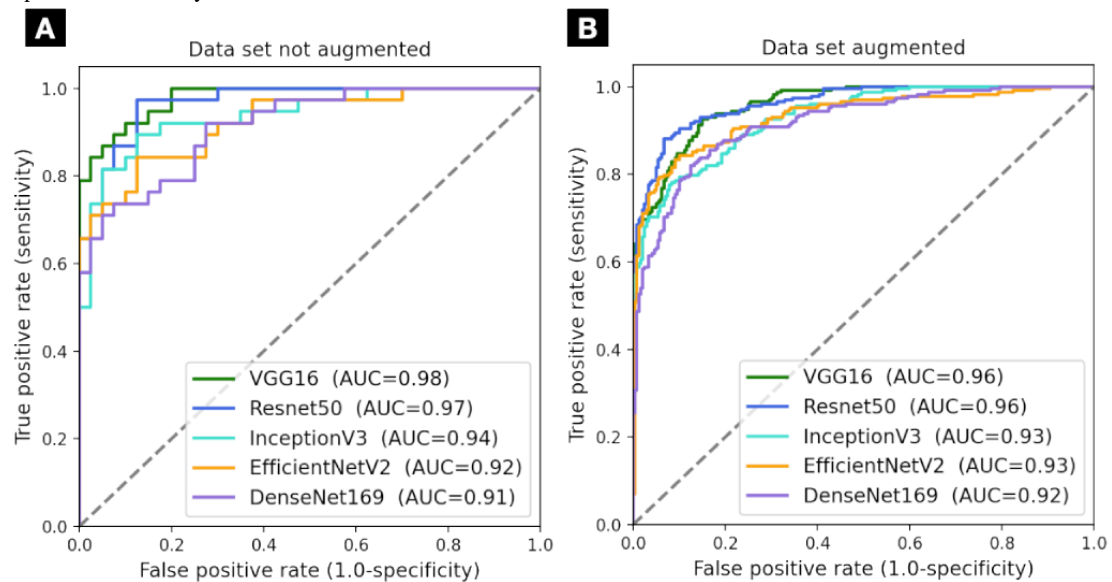 A
Data set not augmented
True positive rate (sensitivity)
1.0
0.8
0.6
0.4
0.2
0.0
VGG16 (AUC=0.98)
Resnet50 (AUC=0.97)
InceptionV3 (AUC=0.94)
EfficientNetV2 (AUC=0.92)
DenseNet169 (AUC=0.91)
0.0 0.2 0.4 0.6 0.8 1.0
False positive rate (1.0-specificity)
B
Data set augmented
True positive rate (sensitivity)
1.0
0.8
0.6
0.4
0.2
0.0
VGG16 (AUC=0.96)
Resnet50 (AUC=0.96)
InceptionV3 (AUC=0.93)
EfficientNetV2 (AUC=0.93)
DenseNet169 (AUC=0.92)
0.0 0.2 0.4 0.6 0.8 1.0
False positive rate (1.0-specificity)